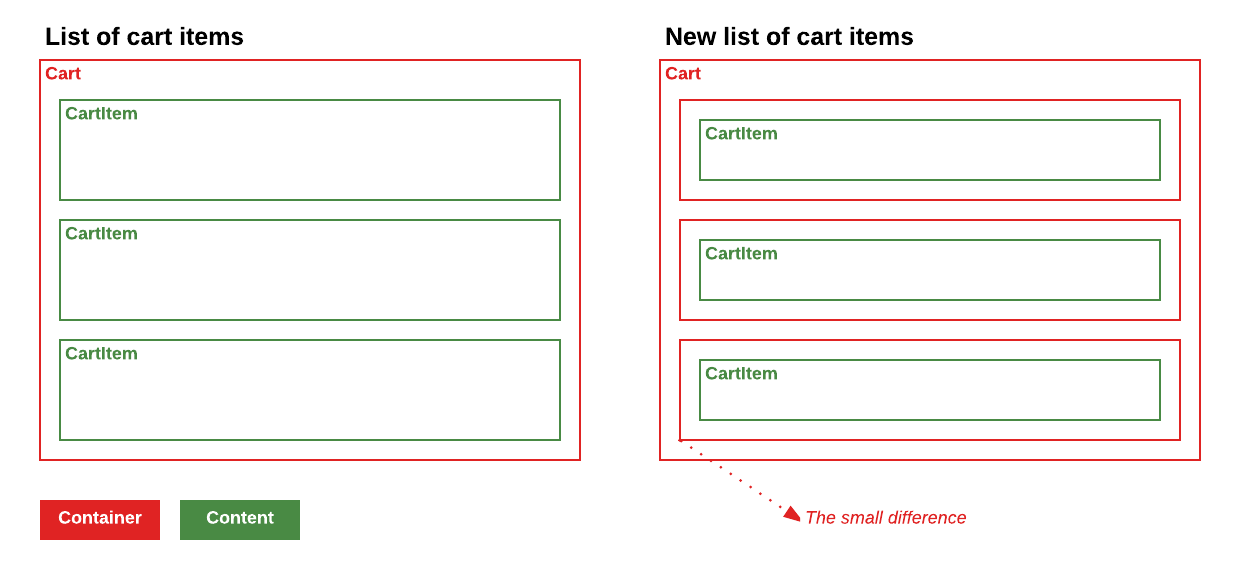 List of cart items
Cart
CartItem
CartItem
CartItem
Container
Content
New list of cart items
Cart
CartItem
CartItem
CartItem
The small difference